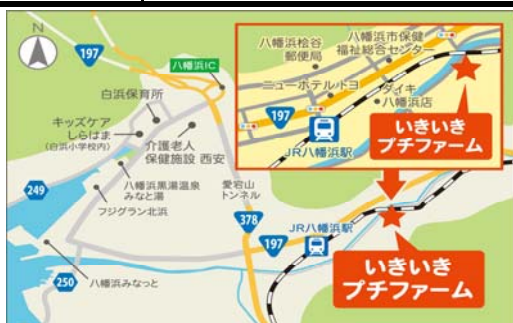 N
197
八幡浜IC
白浜保育所
キッズケア
しらはま
(白浜小学校内)
介護老人
保健施設 西安
249
八幡浜黒湯温泉
みなと湯
フジグラン北浜
愛宕山
トンネル
378
197
JR八幡浜駅
250
八幡浜みなっと
いきいき
プチファーム
八幡浜桧谷
郵便局
八幡浜市保健
福祉総合センター
ニューホテルトヨ
ダイキ
八幡浜店
197
JR八幡浜駅
いきいき
プチファーム